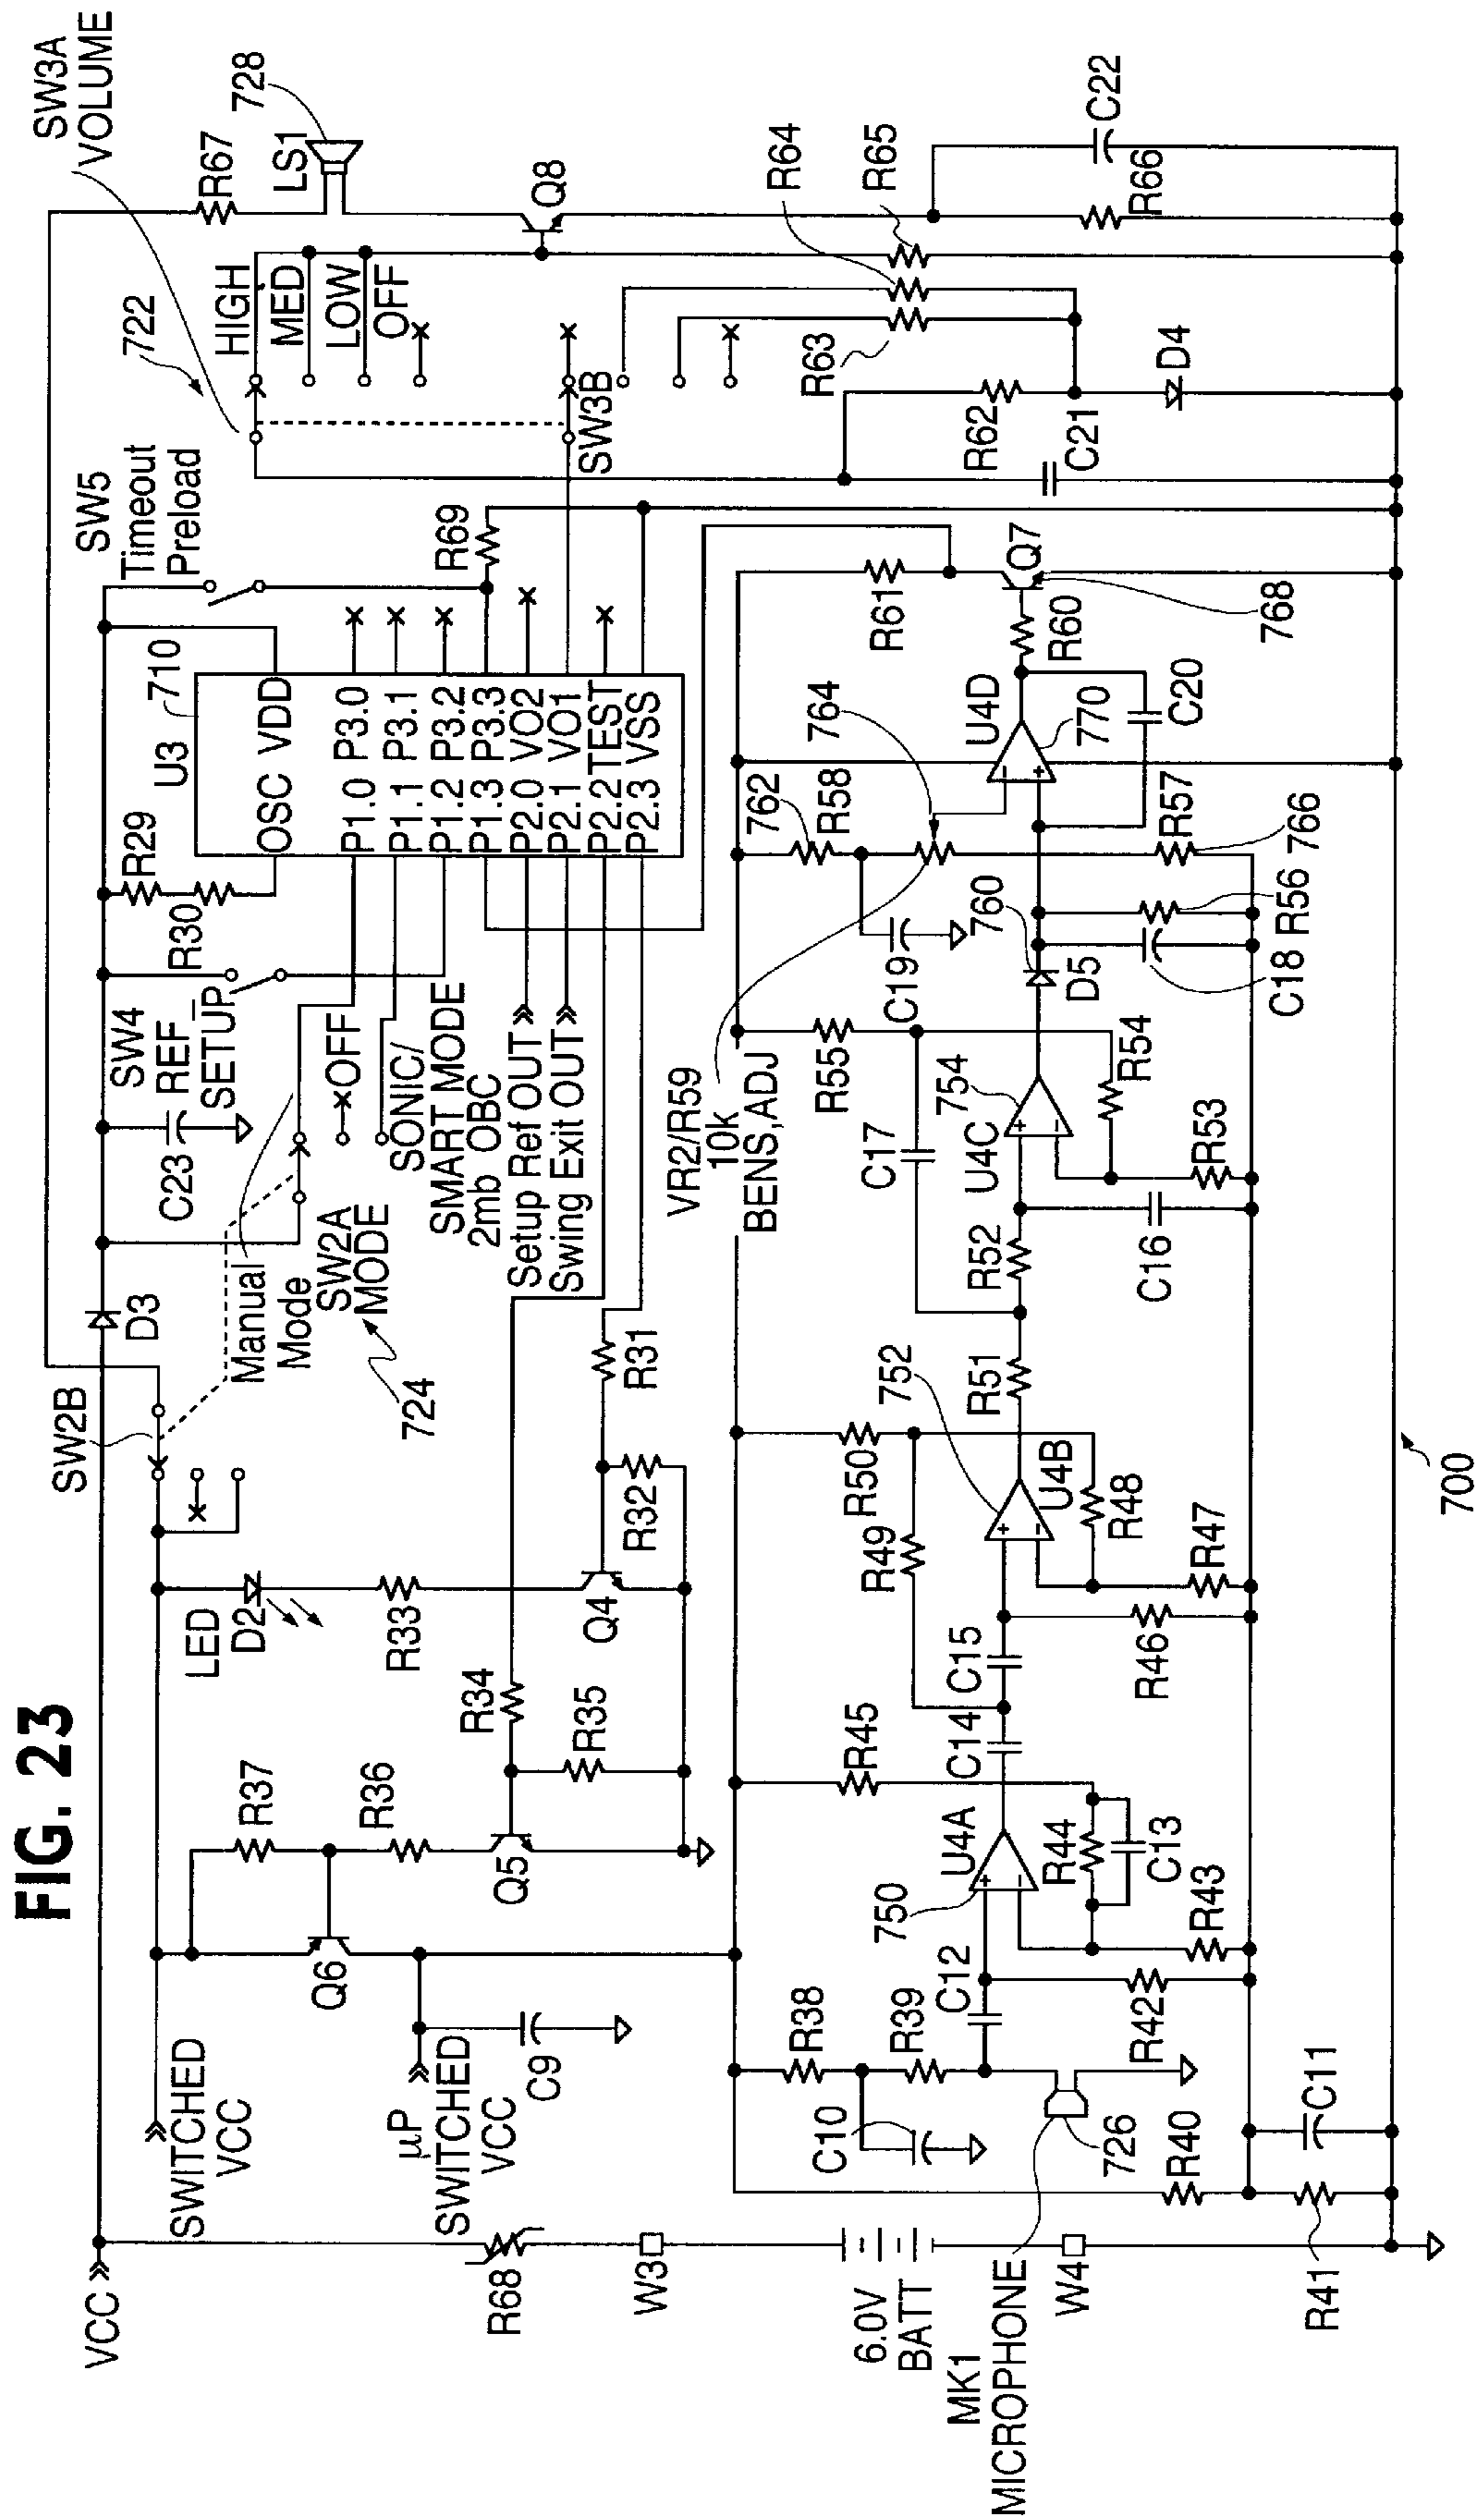 FIG. 23
VCC
SWITCHED
VCC
µP
SWITCHED
VCC
R68
W3
6.0V
BATT
W4
MK1
MICROPHONE
726
R41
C11
R40
C9
Q6
R37
R36
Q5
R35
R34
LED
D2
R33
Q4
R32
R31
SW2B
D3
Manual
Mode
SW2A
MODE
724
C23
SW4
REF_
SETUP
OFF
SONIC/
SMART MODE
2mb OBC
Setup Ref OUT
Swing Exit OUT
R30
R29
U3
710
OSC VDD
P1.0 P3.0
P1.1 P3.1
P1.2 P3.2
P1.3 P3.3
P2.0 VO2
P2.1 VO1
P2.2 TEST
P2.3 VSS
SW5
Timeout
Preload
R69
722
SW3A
VOLUME
HIGH
MED
LOW
OFF
SW3B
R67
LS1
728
Q8
R64
R65
R63
R62
C21
D4
R66
C22
C10
R38
R39
C12
R42
750
U4A
R44
C13
R43
R45
C14
C15
R46
R49
R50
752
U4B
R48
R47
R51
R52
C16
C17
R55
U4C
754
R54
R53
VR2/R59
10k
BENS,ADJ
C19
760
D5
C18
R56
762
R58
764
R57
766
U4D
770
C20
R60
R61
Q7
768
700